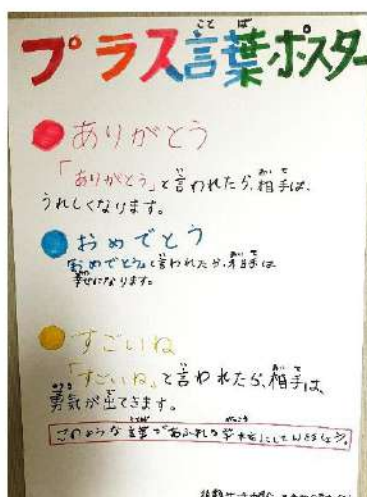 プラス言葉ポスター
ありがとう
「ありがとう」と言われたら、相手は、
うれしくなります。
おめでとう
「おめでとう」と言われたら、相手は
幸せになります。
すごいね
「すごいね」と言われたら、相手は、
勇気が出てきます。
このような言葉があふれる学校にしていきましょう。